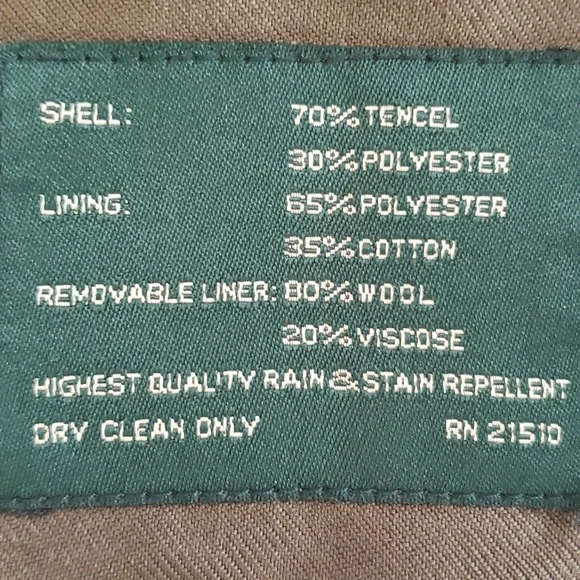 SHELL: 70% TENCEL
30% POLYESTER
LINING: 65% POLYESTER
35% COTTON
REMOVABLE LINER: 80% WOOL
20% VISCOSE
HIGHEST QUALITY RAIN & STAIN REPELLENT
DRY CLEAN ONLY RN 21510